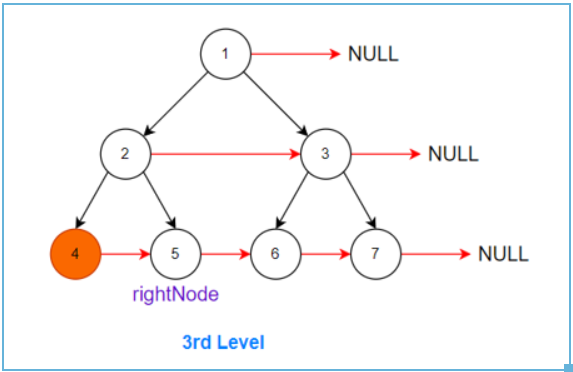 1 NULL
2 3 NULL
4 5 6 7 NULL
rightNode
3rd Level